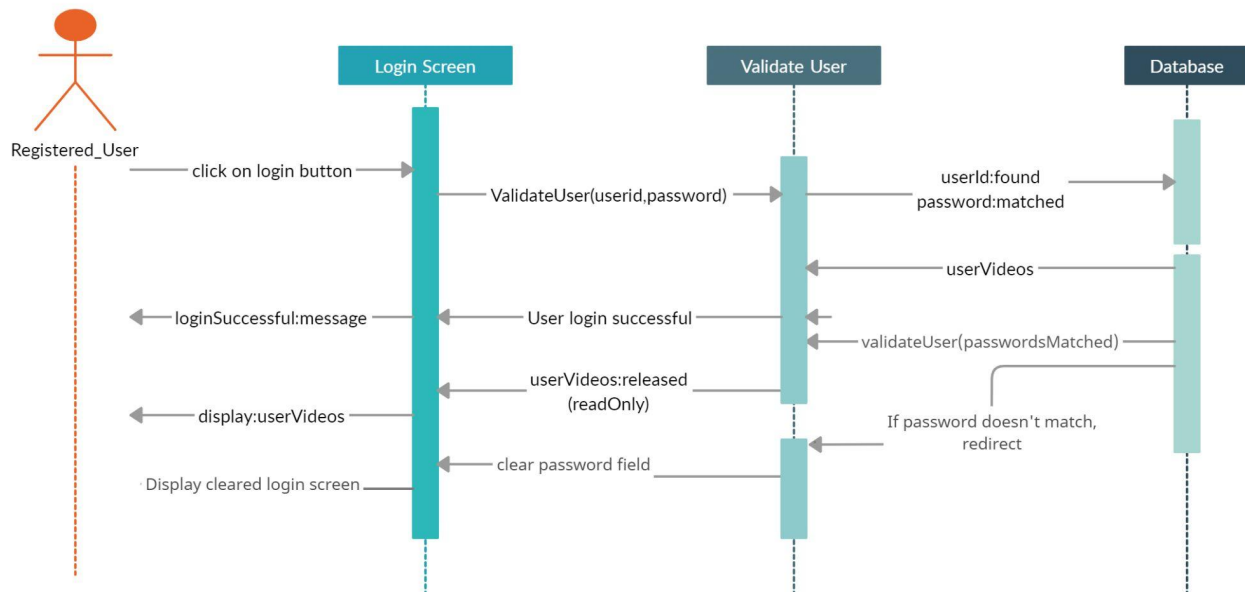 Login Screen
Validate User
Database
Registered_User
click on login button
ValidateUser(userid,password)
userId:found
password:matched
userVideos
loginSuccessful:message
User login successful
validateUser(passwordsMatched)
userVideos:released
(readOnly)
display:userVideos
If password doesn't match,
redirect
clear password field
Display cleared login screen